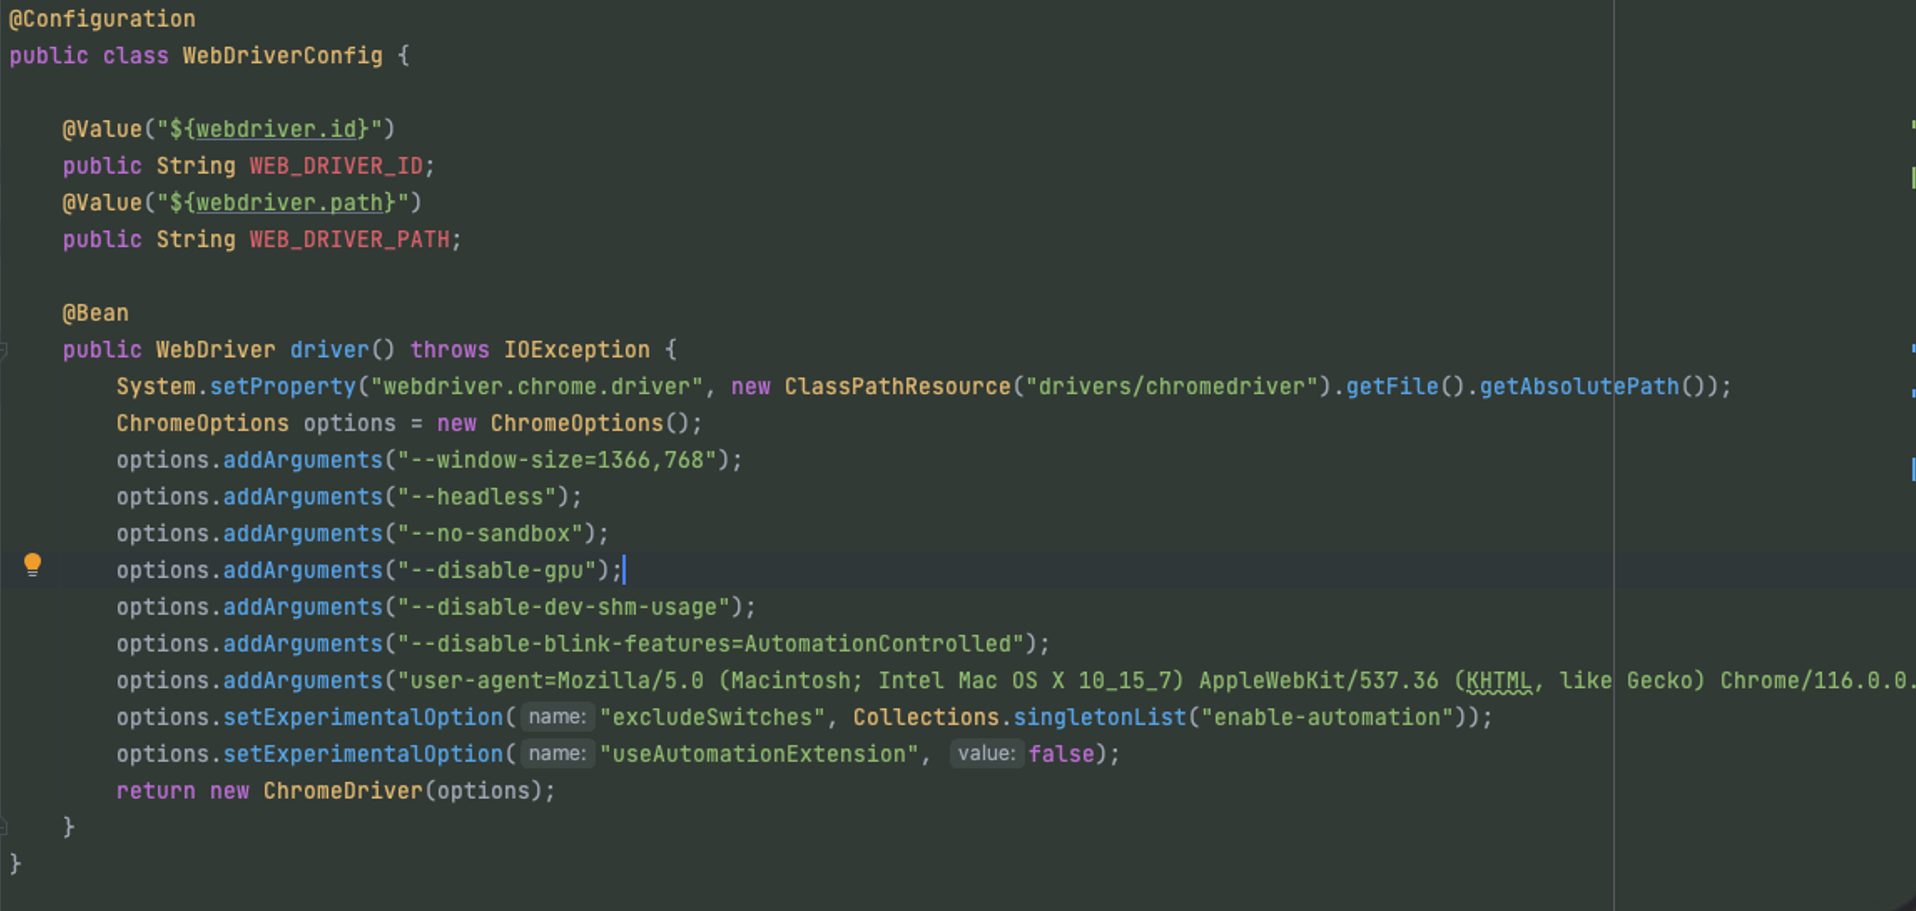 @Configuration
public class WebDriverConfig {
@Value("${webdriver.id}")
public String WEB_DRIVER_ID;
@Value("${webdriver.path}")
public String WEB_DRIVER_PATH;
@Bean
public WebDriver driver() throws IOException {
System.setProperty("webdriver.chrome.driver", new ClassPathResource("drivers/chromedriver").getFile().getAbsolutePath());
ChromeOptions options = new ChromeOptions();
options.addArguments("--window-size=1366,768");
options.addArguments("--headless");
options.addArguments("--no-sandbox");
options.addArguments("--disable-gpu");
options.addArguments("--disable-dev-shm-usage");
options.addArguments("--disable-blink-features=AutomationControlled");
options.addArguments("user-agent=Mozilla/5.0 (Macintosh; Intel Mac OS X 10_15_7) AppleWebKit/537.36 (KHTML, like Gecko) Chrome/116.0.0.
options.setExperimentalOption( name: "excludeSwitches", Collections.singletonList("enable-automation"));
options.setExperimentalOption( name: "useAutomationExtension", value: false);
return new ChromeDriver(options);
}
}